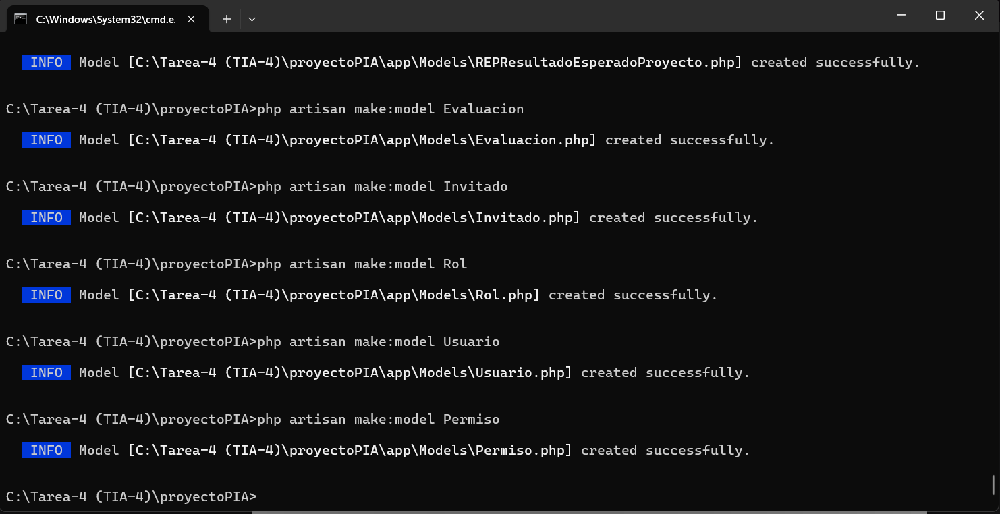 C:\Windows\System32\cmd.e
INFO Model [C:\Tarea-4 (TIA-4)\proyectoPIA\app\Models\REPResultadoEsperadoProyecto.php] created successfully.
C:\Tarea-4 (TIA-4)\proyectoPIA>php artisan make:model Evaluacion
INFO Model [C:\Tarea-4 (TIA-4)\proyectoPIA\app\Models\Evaluacion.php] created successfully.
C:\Tarea-4 (TIA-4)\proyectoPIA>php artisan make:model Invitado
INFO Model [C:\Tarea-4 (TIA-4)\proyectoPIA\app\Models\Invitado.php] created successfully.
C:\Tarea-4 (TIA-4)\proyectoPIA>php artisan make:model Rol
INFO Model [C:\Tarea-4 (TIA-4)\proyectoPIA\app\Models\Rol.php] created successfully.
C:\Tarea-4 (TIA-4)\proyectoPIA>php artisan make:model Usuario
INFO Model [C:\Tarea-4 (TIA-4)\proyectoPIA\app\Models\Usuario.php] created successfully.
C:\Tarea-4 (TIA-4)\proyectoPIA>php artisan make:model Permiso
INFO Model [C:\Tarea-4 (TIA-4)\proyectoPIA\app\Models\Permiso.php] created successfully.
C:\Tarea-4 (TIA-4)\proyectoPIA>